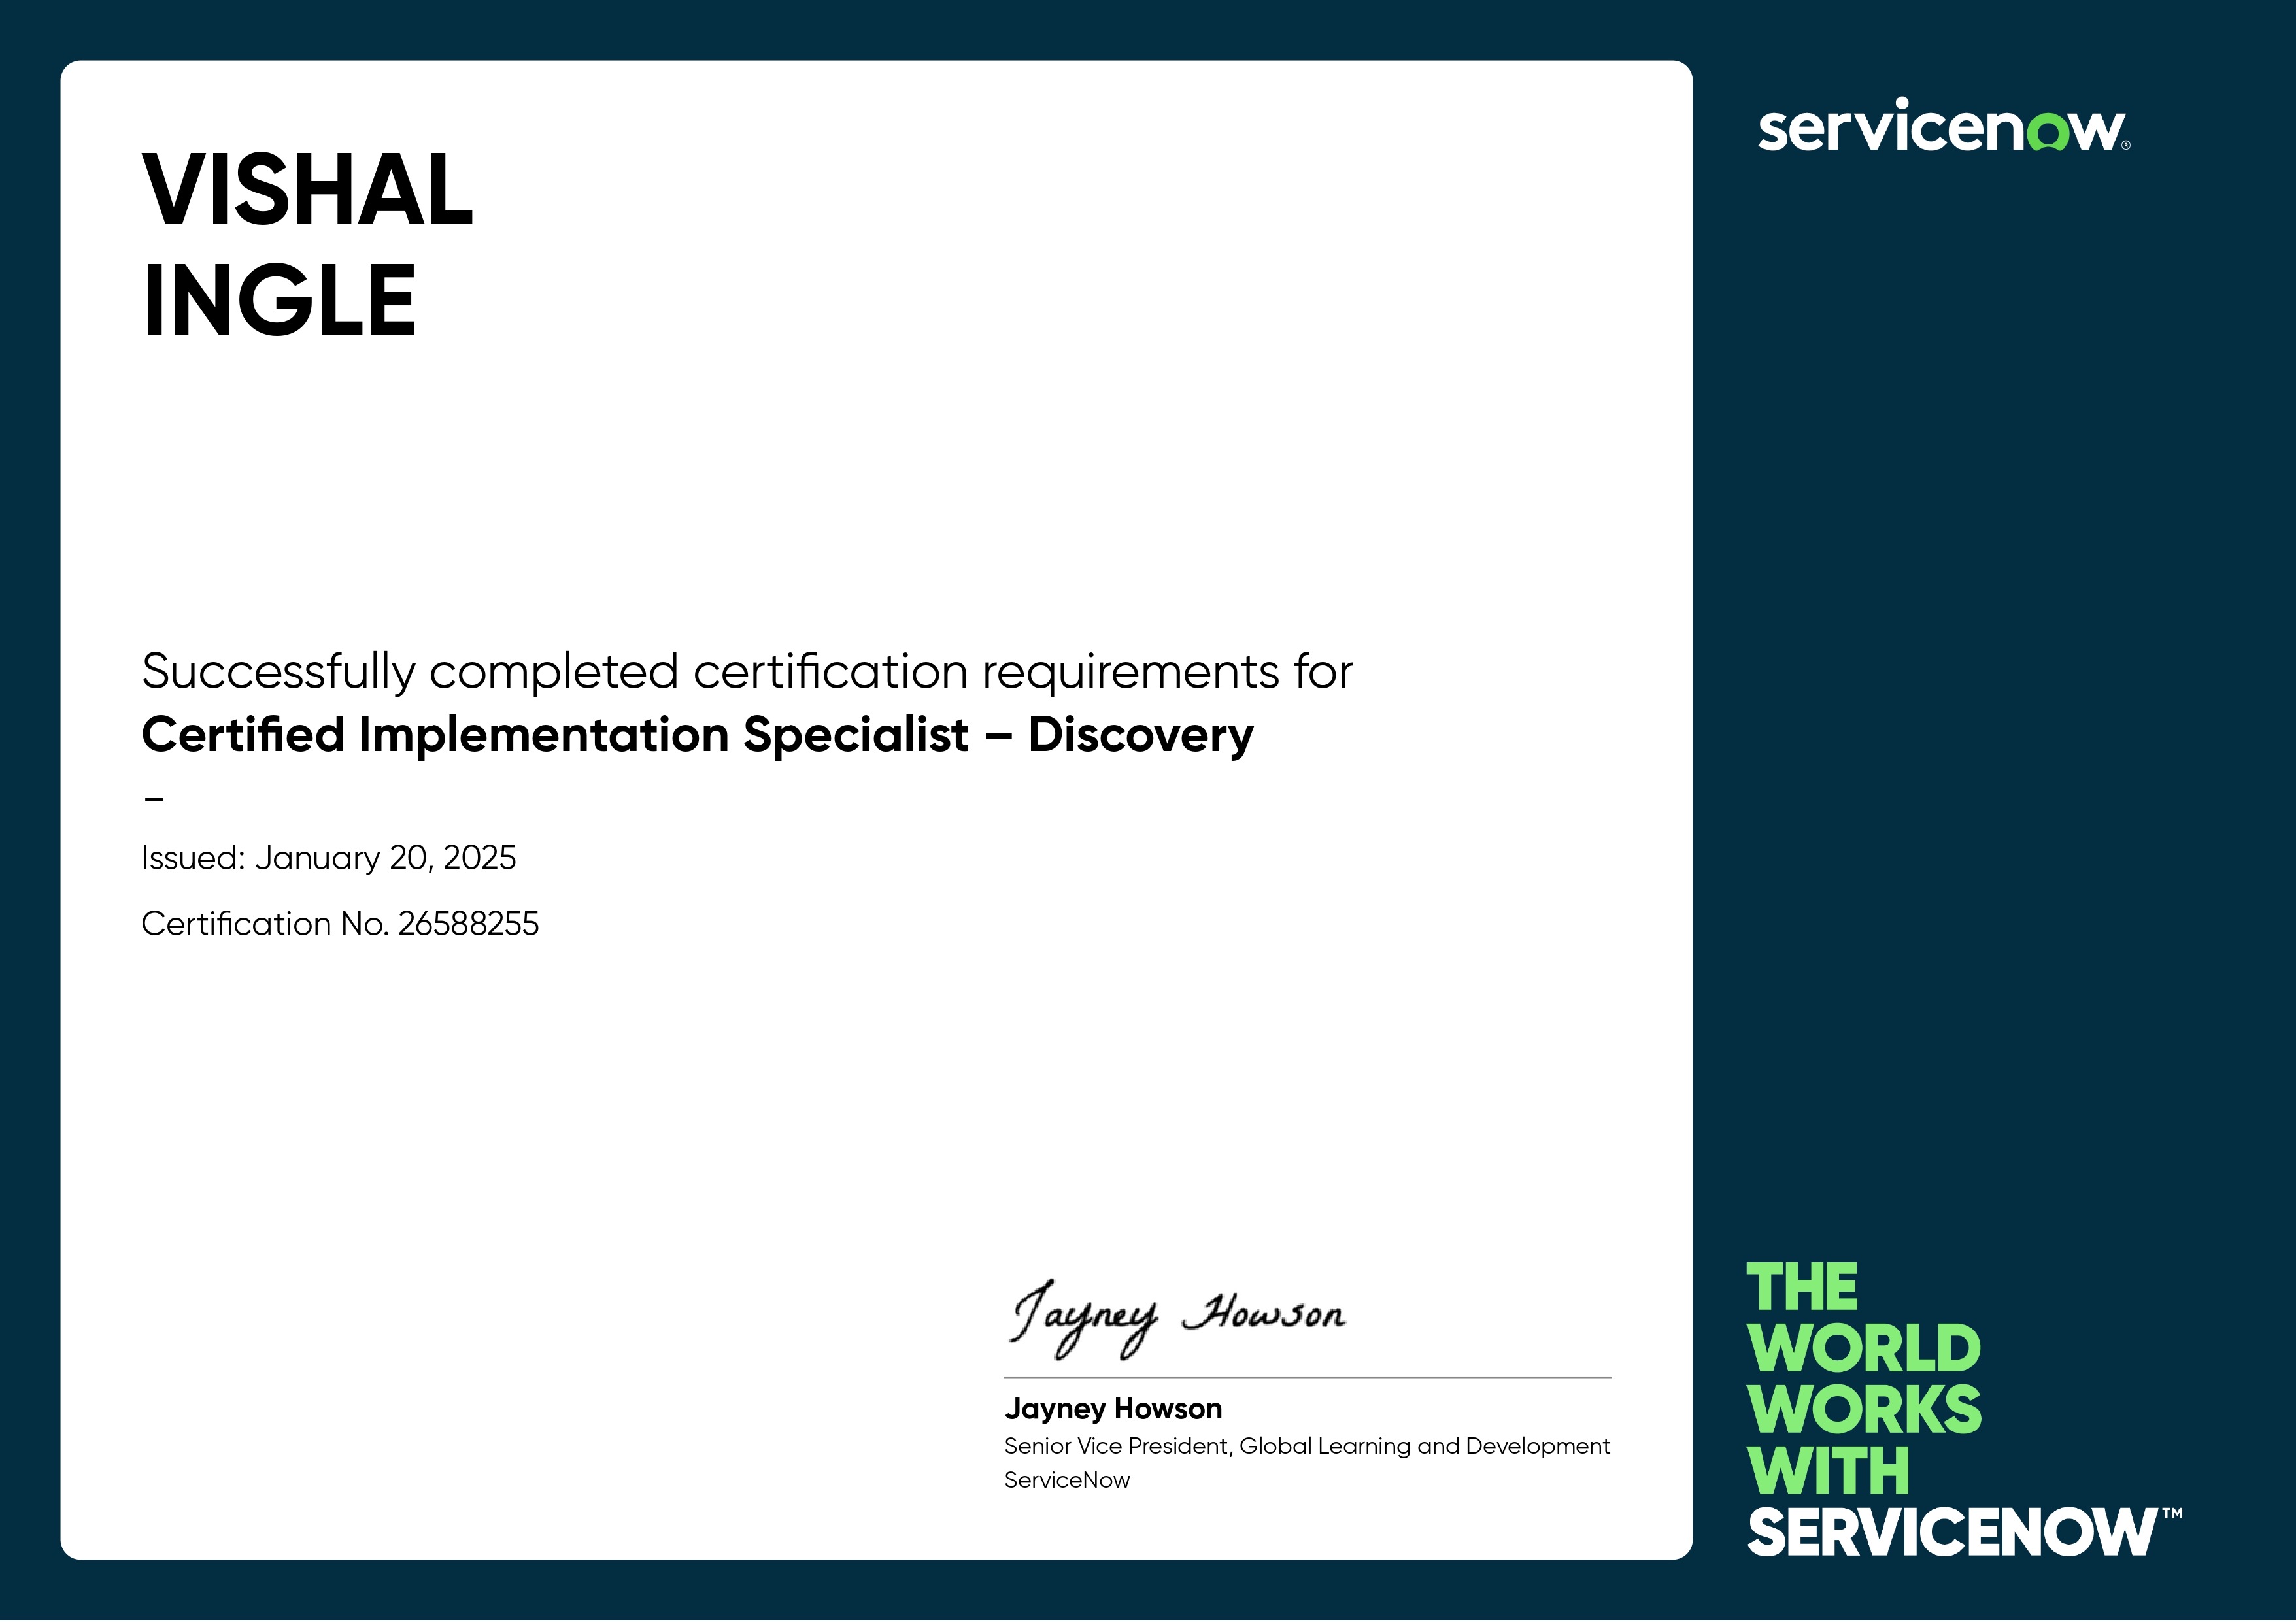 VISHAL
INGLE
Successfully completed certification requirements for
Certified Implementation Specialist – Discovery
–
Issued: January 20, 2025
Certification No. 26588255
Jayney Howson
Jayney Howson
Senior Vice President, Global Learning and Development
ServiceNow
servicenow®
THE
WORLD
WORKS
WITH
SERVICENOW™